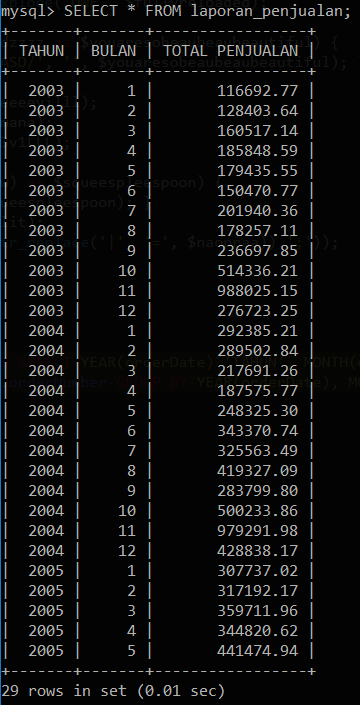 mysql> SELECT * FROM laporan_penjualan;
+-------+-------+-----------------+
| TAHUN | BULAN | TOTAL PENJUALAN |
+-------+-------+-----------------+
| 2003 | 1 | 116692.77 |
| 2003 | 2 | 128403.64 |
| 2003 | 3 | 160517.14 |
| 2003 | 4 | 185848.59 |
| 2003 | 5 | 179435.55 |
| 2003 | 6 | 150470.77 |
| 2003 | 7 | 201940.36 |
| 2003 | 8 | 178257.11 |
| 2003 | 9 | 236697.85 |
| 2003 | 10 | 514336.21 |
| 2003 | 11 | 988025.15 |
| 2003 | 12 | 276723.25 |
| 2004 | 1 | 292385.21 |
| 2004 | 2 | 289502.84 |
| 2004 | 3 | 217691.26 |
| 2004 | 4 | 187575.77 |
| 2004 | 5 | 248325.30 |
| 2004 | 6 | 343370.74 |
| 2004 | 7 | 325563.49 |
| 2004 | 8 | 419327.09 |
| 2004 | 9 | 283799.80 |
| 2004 | 10 | 500233.86 |
| 2004 | 11 | 979291.98 |
| 2004 | 12 | 428838.17 |
| 2005 | 1 | 307737.02 |
| 2005 | 2 | 317192.17 |
| 2005 | 3 | 359711.96 |
| 2005 | 4 | 344820.62 |
| 2005 | 5 | 441474.94 |
+-------+-------+-----------------+
29 rows in set (0.01 sec)